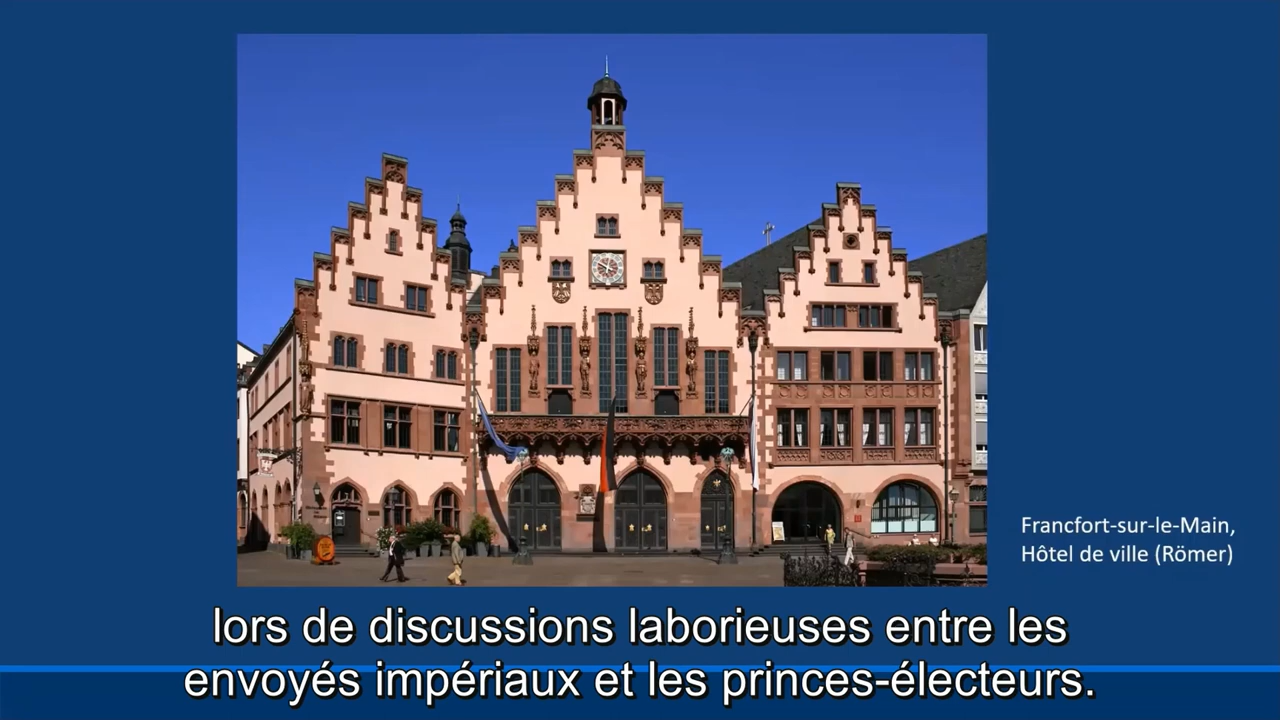 Francfort-sur-le-Main,
Hôtel de ville (Römer)
lors de discussions laborieuses entre les
envoyés impériaux et les princes-électeurs.